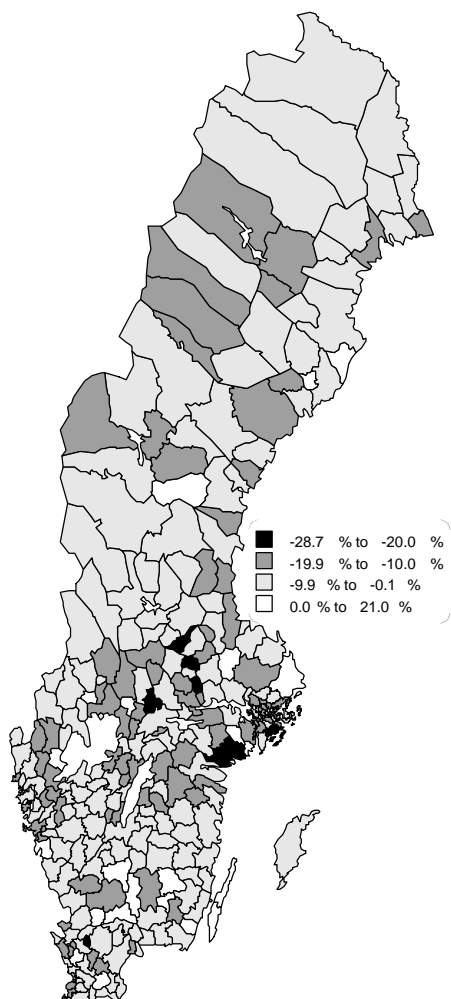 -28.7 % to -20.0 %
-19.9 % to -10.0 %
-9.9 % to -0.1 %
0.0 % to 21.0 %